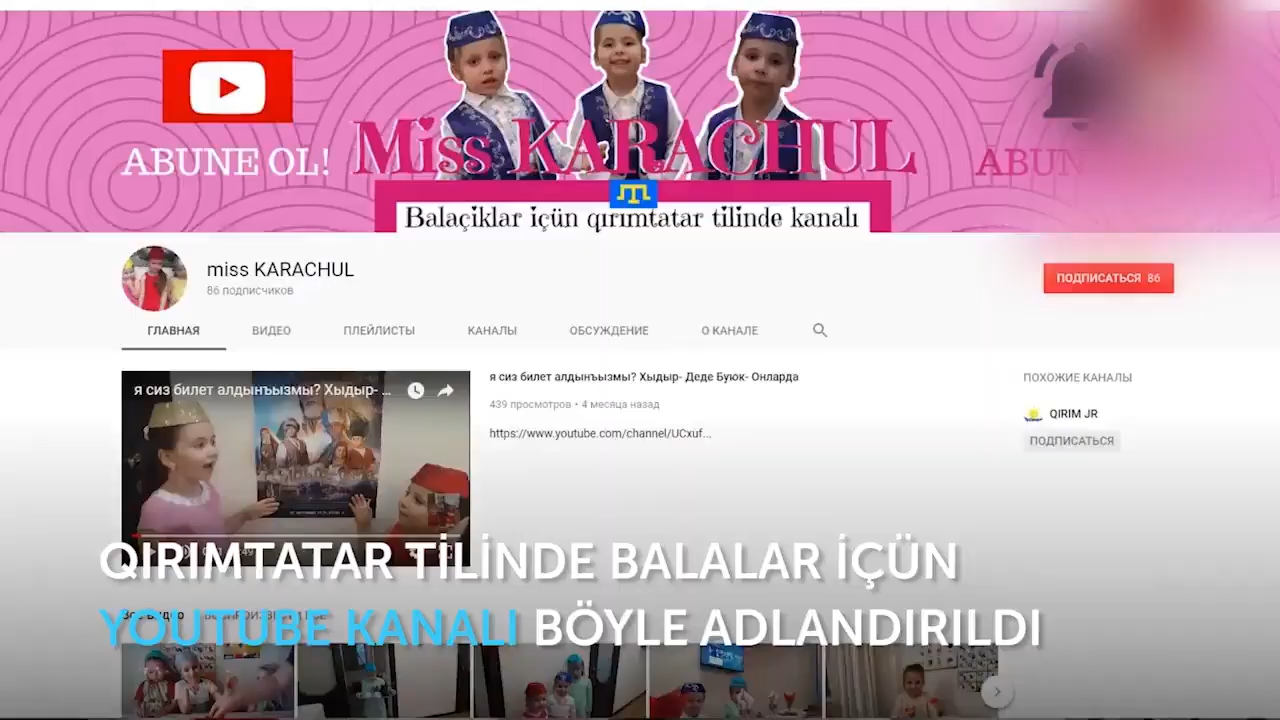 ABUNE OL!
Miss KARACHUL
ABUN
Balaçıklar içün qırımtatar tilinde kanalı
miss KARACHUL
86 подписчиков
ПОДПИСАТЬСЯ 86
ГЛАВНАЯ ВИДЕО ПЛЕЙЛИСТЫ КАНАЛЫ ОБСУЖДЕНИЕ О КАНАЛЕ
я сиз билет алдынъызмы? Хыдыр- ...
я сиз билет алдынъызмы? Хыдыр- Деде Буюк- Онларда
439 просмотров • 4 месяца назад
https://www.youtube.com/channel/UCxuf...
ПОХОЖИЕ КАНАЛЫ
QIRIM JR
ПОДПИСАТЬСЯ
QIRIMTATAR TİLİNDE BALALAR İÇÜN
YOUTUBE KANALI BÖYLE ADLANDIRILDI